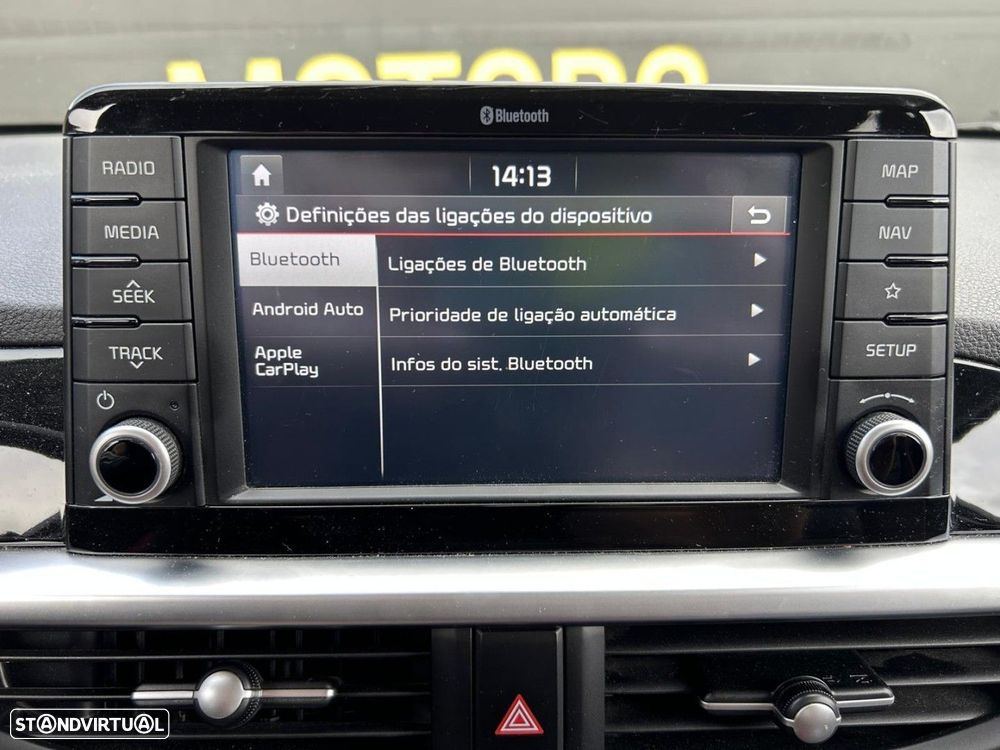 MOTORS
Bluetooth
RADIO
MEDIA
SEEK
TRACK
14:13
Definições das ligações do dispositivo
Bluetooth
Android Auto
Apple
CarPlay
Ligações de Bluetooth
Prioridade de ligação automática
Infos do sist. Bluetooth
MAP
NAV
SETUP
STANDVIRTUAL